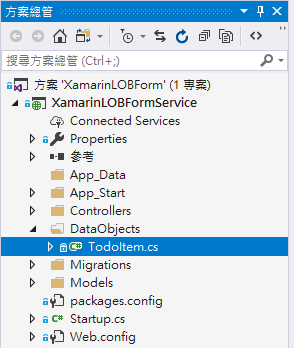 方案總管
搜尋方案總管 (Ctrl+;)
方案 'XamarinLOBForm' (1 專案)
XamarinLOBFormService
Connected Services
Properties
參考
App_Data
App_Start
Controllers
DataObjects
TodoItem.cs
Migrations
Models
packages.config
Startup.cs
Web.config